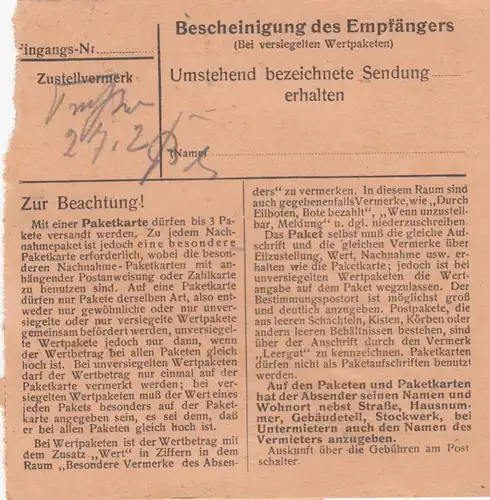 Eingangs-Nr.
Zustellvermerk
27.2.
Bescheinigung des Empfängers
(Bei versiegelten Wertpaketen)
Umstehend bezeichnete Sendung
erhalten
(Name)
Zur Beachtung!
Mit einer Paketkarte dürfen bis 3 Pa-
kete versandt werden, Zu jedem Nach-
nahmepaket ist jedoch eine besondere
Paketkarte erforderlich, wobei die beson-
deren Nachnahme-Paketkarten mit an-
hängender Postanweisung oder Zahlkarte
zu benutzen sind. Auf eine Paketkarte
dürfen nur Pakete derselben Art, also ent-
weder nur gewöhnliche oder nur unver-
siegelte oder nur versiegelte Wertpakete
gemeinsam befördert werden, unversiegel-
te Wertpakete jedoch nur dann, wenn
der Wertbetrag bei allen Paketen gleich
hoch ist. Bei unversiegelten Wertpaketen
darf der Wertbetrag nur einmal auf der
Paketkarte vermerkt werden; bei ver-
siegelten Wertpaketen muß der Wert eines
jeden Pakets besonders auf der Paket-
karte angegeben sein, es sei denn, daß
er bei allen Paketen gleich hoch ist.
Bei Wertpaketen ist der Wertbetrag mit
dem Zusatz „Wert" in Ziffern in dem
Raum „Besondere Vermerke des Absen-
ders" zu vermerken. In diesem Raum sind
auch gegebenenfalls Vermerke, wie „Durch
Eilboten, Bote bezahlt", „Wenn unzustell-
bar, Meldung" u. dgl. niederzuschreiben.
Das Paket selbst muß die gleiche Auf-
schrift und die gleichen Vermerke über
Eilzustellung, Wert, Nachnahme usw. er-
halten wie die Paketkarte; jedoch ist bei
unversiegelten Wertpaketen die Wert-
angabe auf dem Paket wegzulassen. Der
Bestimmungspostort ist möglichst groß
und deutlich anzugeben. Postpakete, die
aus leeren Schachteln, Kisten, Körben oder
andern leeren Behältnissen bestehen, sind
über der Anschrift durch den Vermerk
„Leergut" zu kennzeichnen. Paketkarten
dürfen nicht als Paketaufschriften benutzt
werden.
Auf den Paketen und Paketkarten
hat der Absender seinen Namen und
Wohnort nebst Straße, Hausnum-
mer, Gebäudeteil, Stockwerk, bei
Untermietern auch den Namen des
Vermieters anzugeben.
Auskunft über die Gebühren am Post
schalter.